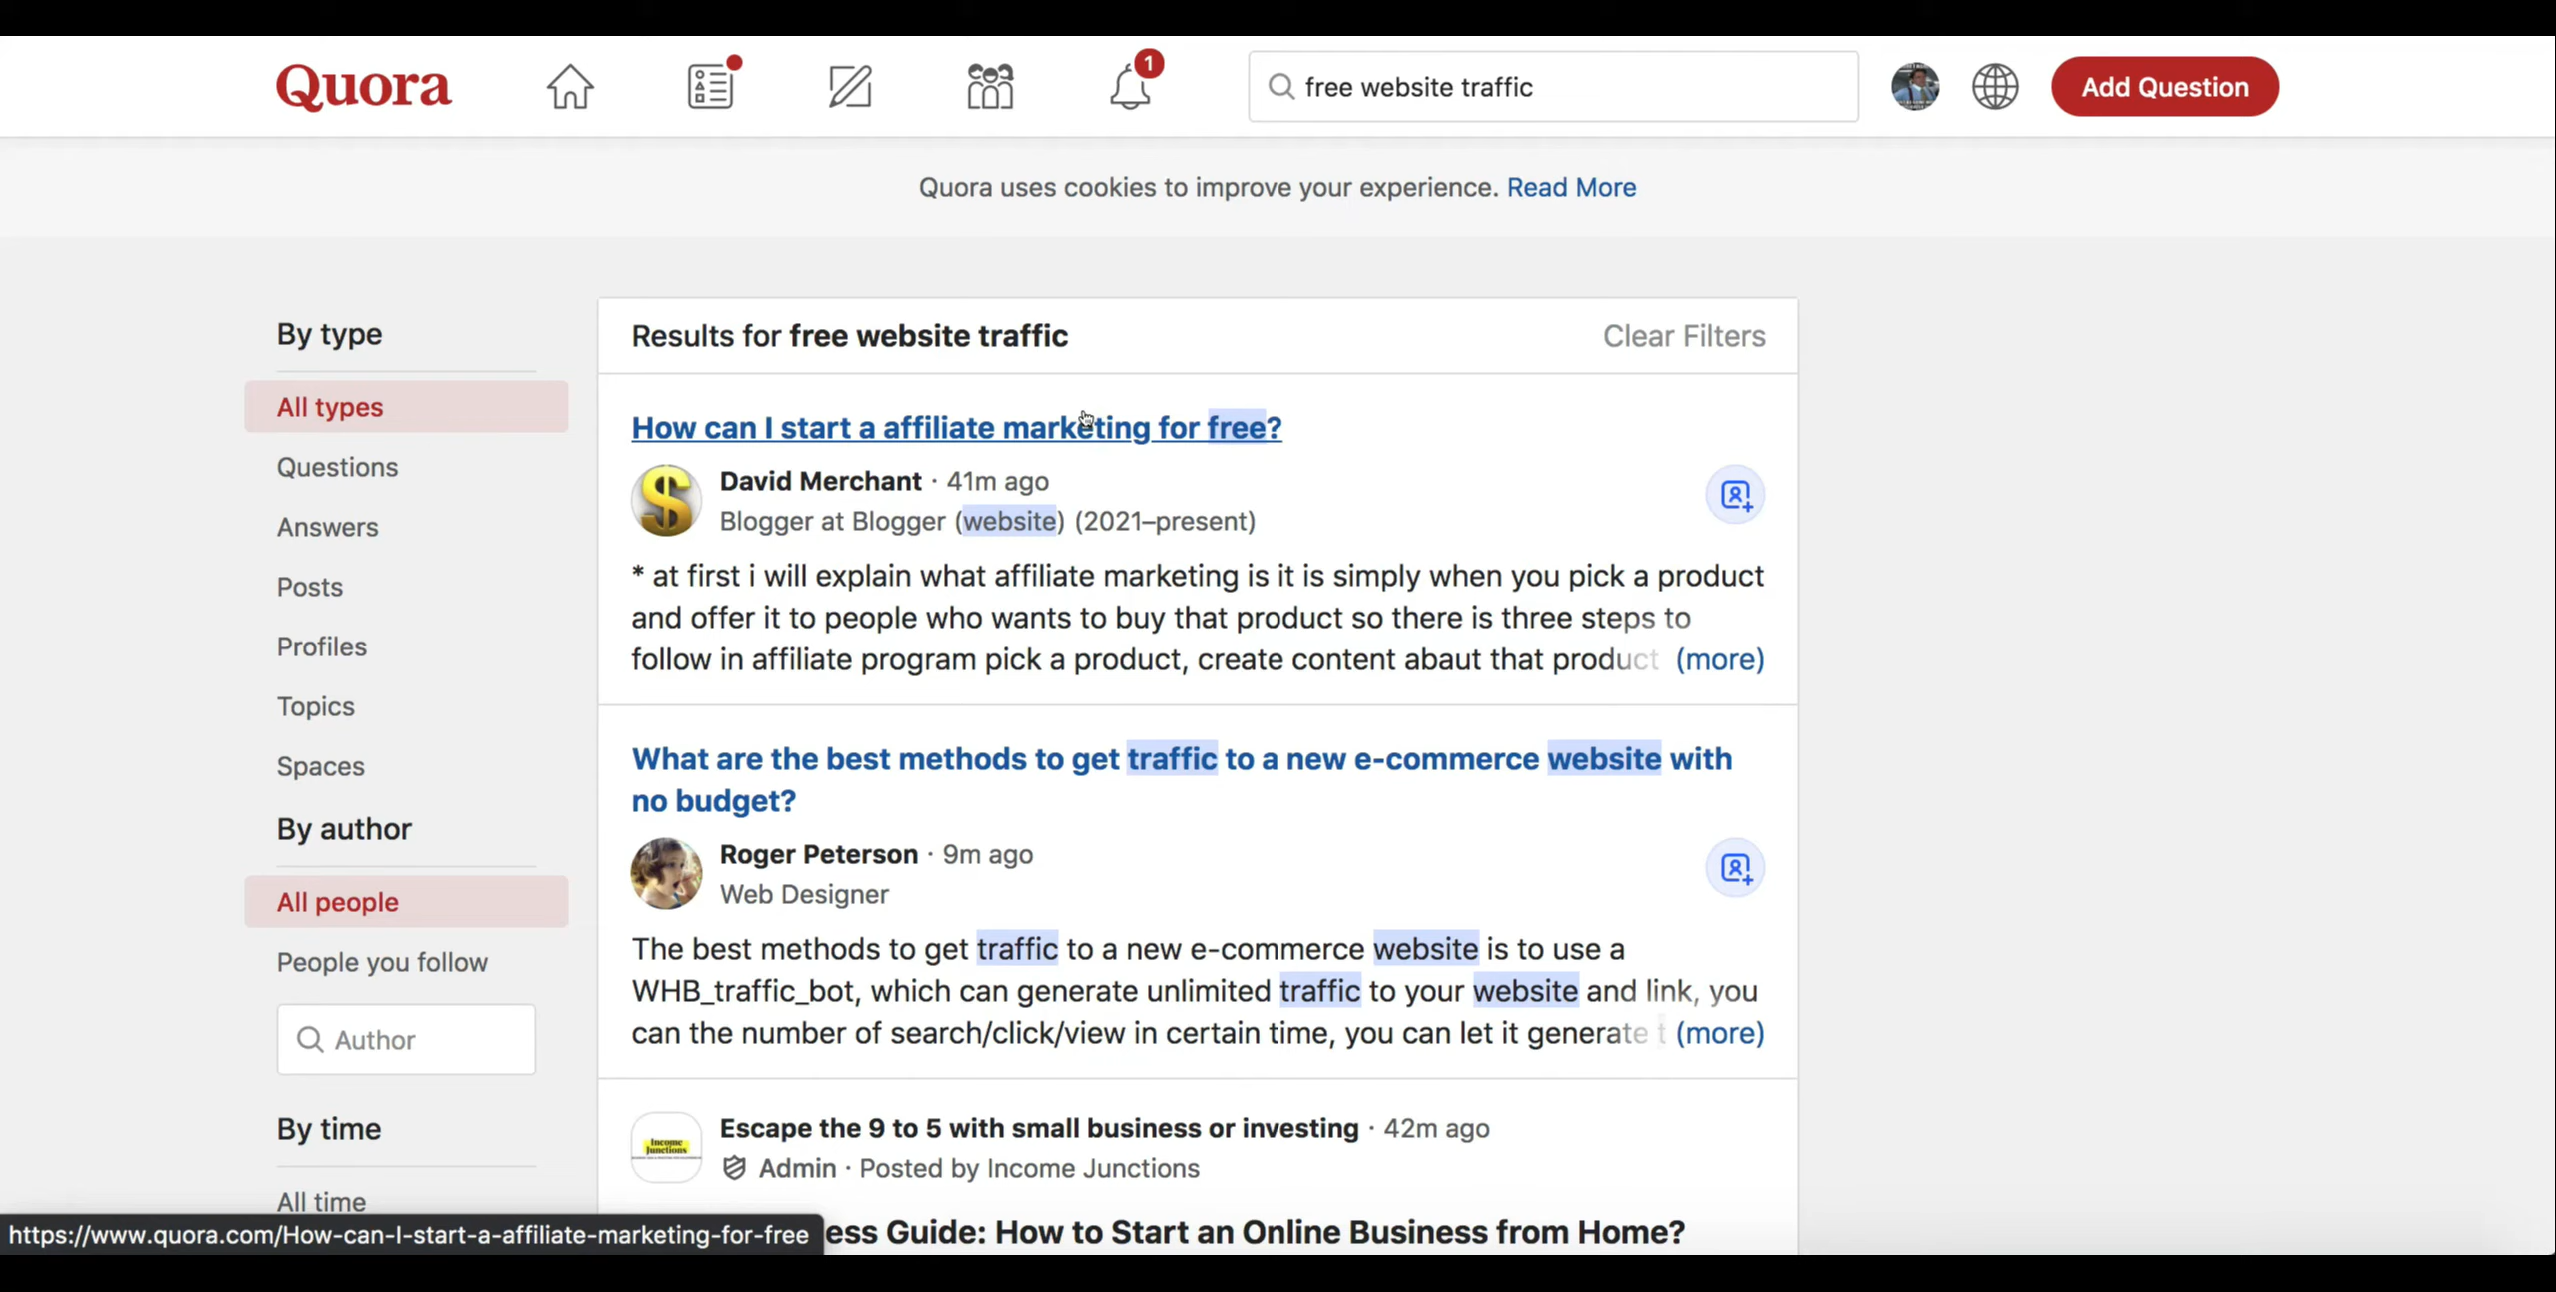 Quora
1
free website traffic
Add Question
Quora uses cookies to improve your experience. Read More
By type
All types
Questions
Answers
Posts
Profiles
Topics
Spaces
By author
All people
People you follow
Author
By time
All time
Results for free website traffic
Clear Filters
How can I start a affiliate marketing for free?
David Merchant · 41m ago
Blogger at Blogger (website) (2021–present)
* at first i will explain what affiliate marketing is it is simply when you pick a product
and offer it to people who wants to buy that product so there is three steps to
follow in affiliate program pick a product, create content abaut that product (more)
What are the best methods to get traffic to a new e-commerce website with
no budget?
Roger Peterson · 9m ago
Web Designer
The best methods to get traffic to a new e-commerce website is to use a
WHB_traffic_bot, which can generate unlimited traffic to your website and link, you
can the number of search/click/view in certain time, you can let it generate t (more)
Income
Junctions
Escape the 9 to 5 with small business or investing · 42m ago
Admin · Posted by Income Junctions
ess Guide: How to Start an Online Business from Home?
https://www.quora.com/How-can-I-start-a-affiliate-marketing-for-free